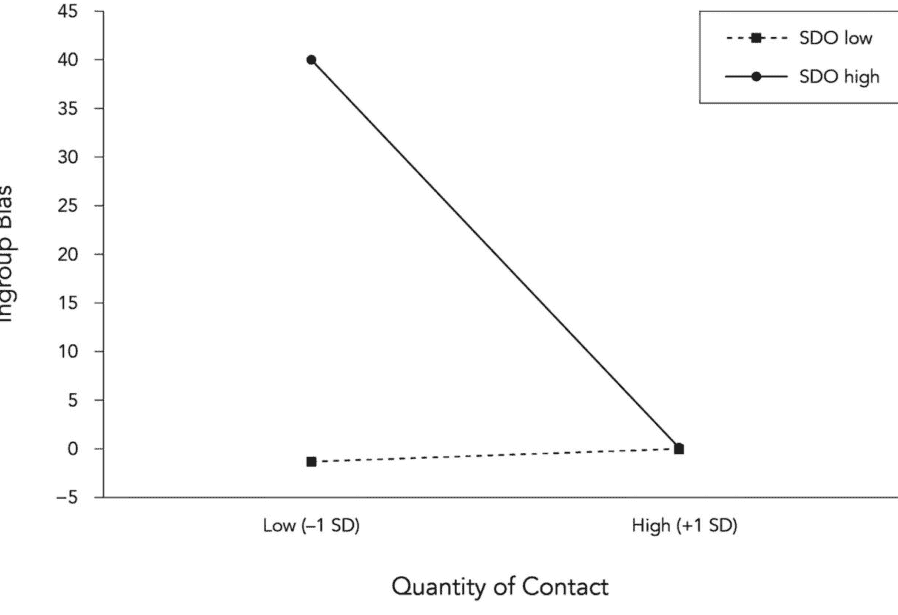 45
40
35
30
25
20
15
10
5
0
−5
Ingroup Bias
SDO low
SDO high
Low (−1 SD)
High (+1 SD)
Quantity of Contact